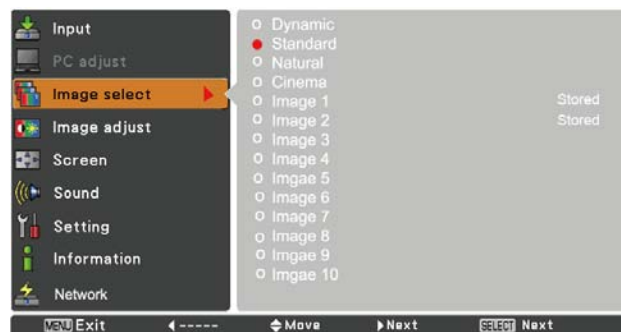 Input
PC adjust
Image select
Image adjust
Screen
Sound
Setting
Information
Network
Dynamic
Standard
Natural
Cinema
Image 1 Stored
Image 2 Stored
Image 3
Image 4
Imgae 5
Image 6
Image 7
Image 8
Imgae 9
Imgae 10
MENU Exit ----- Move Next SELECT Next